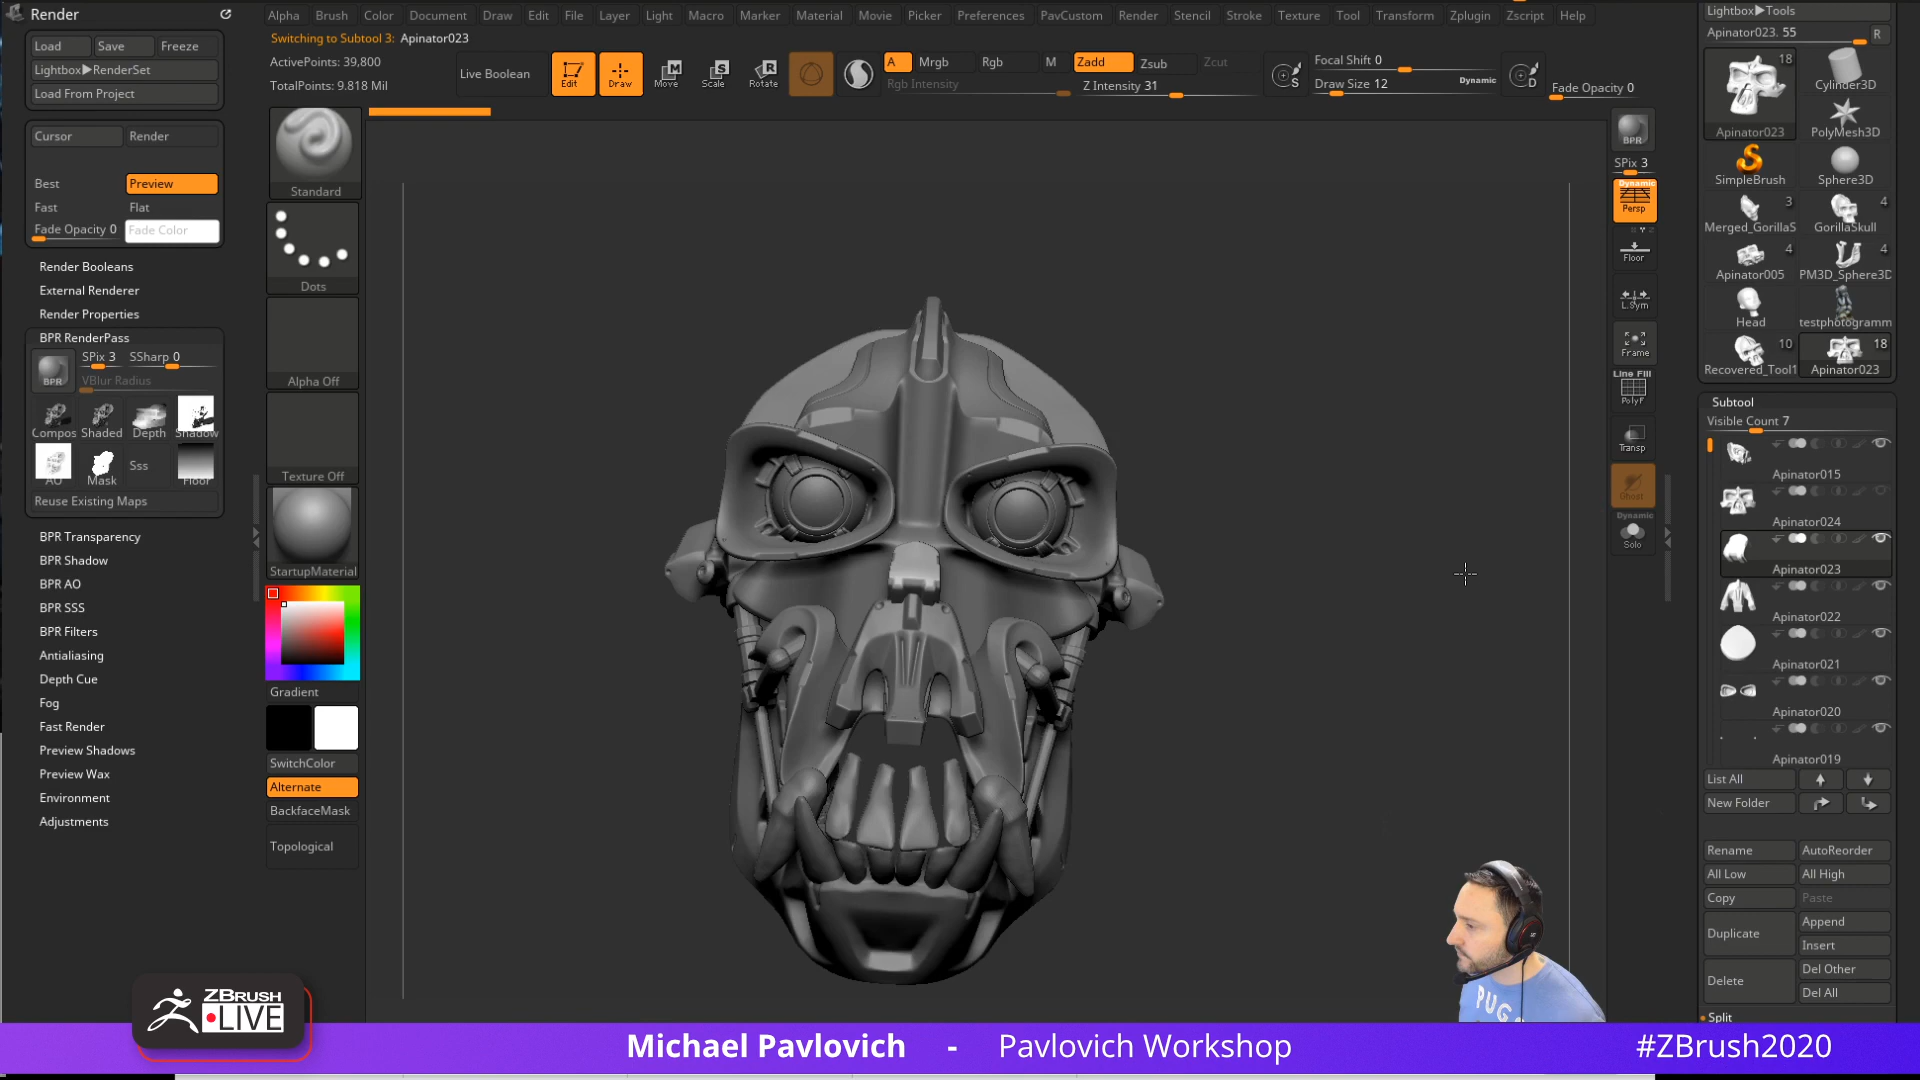 Render
Alpha Brush Color Document Draw Edit File Layer Light Macro Marker Material Movie Picker Preferences PavCustom Render Stencil Stroke Texture Tool Transform Zplugin Zscript Help
Lightbox▶Tools
Apinator023. 55
R
Switching to Subtool 3: Apinator023
ActivePoints: 39,800
TotalPoints: 9.818 Mil
Live Boolean
Edit
Draw
Move
Scale
Rotate
A
Mrgb
Rgb
M
Zadd
Zsub
Zcut
Rgb Intensity
Z Intensity 31
S
Focal Shift 0
Draw Size 12
Dynamic
D
Fade Opacity 0
Load
Save
Freeze
Lightbox▶RenderSet
Load From Project
Cursor
Render
Best
Preview
Fast
Flat
Fade Opacity 0
Fade Color
Render Booleans
External Renderer
Render Properties
BPR RenderPass
BPR
SPix 3
SSharp 0
VBlur Radius
Compos
Shaded
Depth
Shadow
AO
Mask
Sss
Floor
Reuse Existing Maps
BPR Transparency
BPR Shadow
BPR AO
BPR SSS
BPR Filters
Antialiasing
Depth Cue
Fog
Fast Render
Preview Shadows
Preview Wax
Environment
Adjustments
Standard
Dots
Alpha Off
Texture Off
StartupMaterial
Gradient
SwitchColor
Alternate
BackfaceMask
Topological
BPR
SPix 3
Dynamic
Persp
Floor
L.Sym
Frame
Line Fill
PolyF
Transp
Ghost
Dynamic
Solo
18
Apinator023
Cylinder3D
PolyMesh3D
SimpleBrush
Sphere3D
3
Merged_GorillaS
4
GorillaSkull
4
Apinator005
4
PM3D_Sphere3D
Head
testphotogramm
10
Recovered_Tool1
18
Apinator023
Subtool
Visible Count 7
Apinator015
Apinator024
Apinator023
Apinator022
Apinator021
Apinator020
Apinator019
List All
New Folder
Rename
AutoReorder
All Low
All High
Copy
Paste
Duplicate
Append
Insert
Delete
Del Other
Del All
Split
PUG
ZBRUSH
LIVE
Michael Pavlovich - Pavlovich Workshop
#ZBrush2020